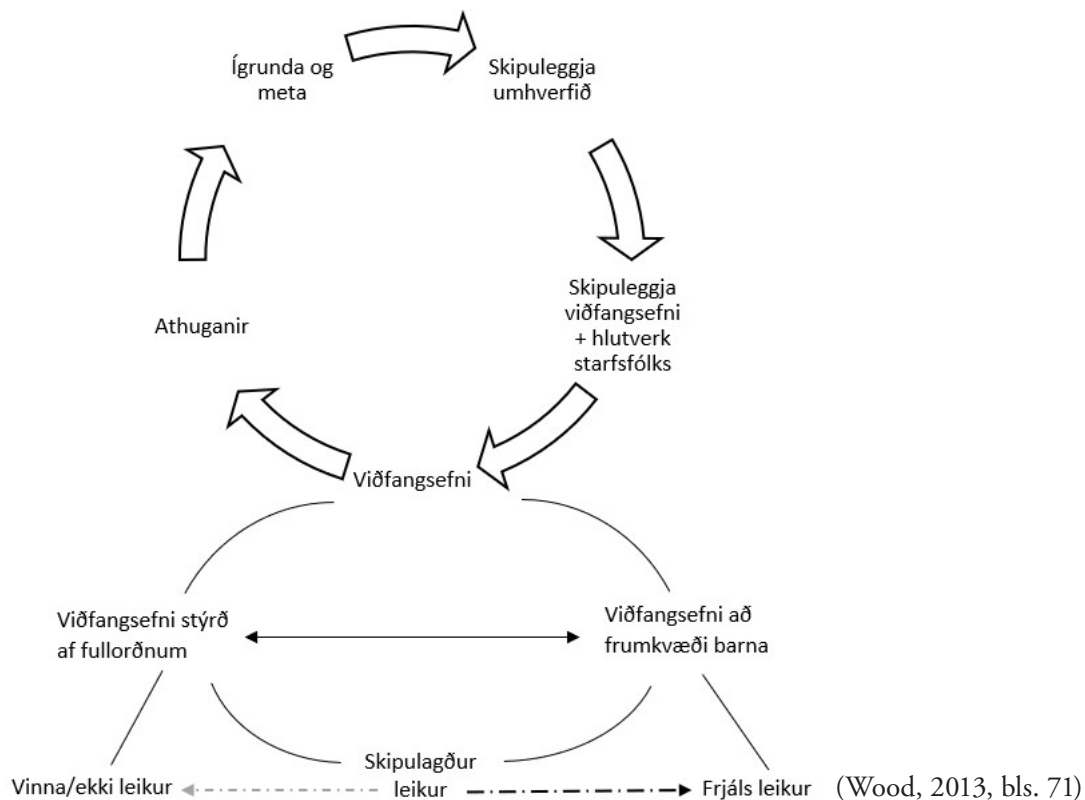 Ígrunda og
meta
Skipuleggja
umhverfið
Skipuleggja
viðfangsefni
+ hlutverk
starfsfólks
Athuganir
Viðfangsefni
Viðfangsefni stýrð
af fullorðnum
Viðfangsefni að
frumkvæði barna
Skipulagður
leikur
Vinna/ekki leikur
Frjáls leikur
(Wood, 2013, bls. 71)